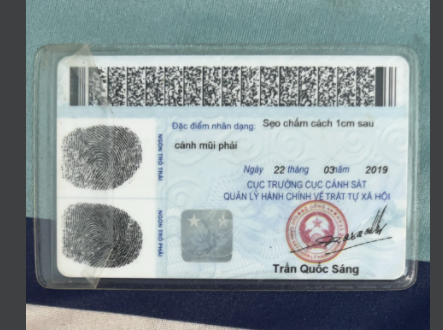 Đặc điểm nhân dạng: Sẹo chấm cách 1cm sau
cánh mũi phải
NGÓN TRỎ TRÁI
Ngày 22 tháng 03 năm 2019
CỤC TRƯỞNG CỤC CẢNH SÁT
QUẢN LÝ HÀNH CHÍNH VỀ TRẬT TỰ XÃ HỘI
NGÓN TRỎ PHẢI
Trần Quốc Sáng